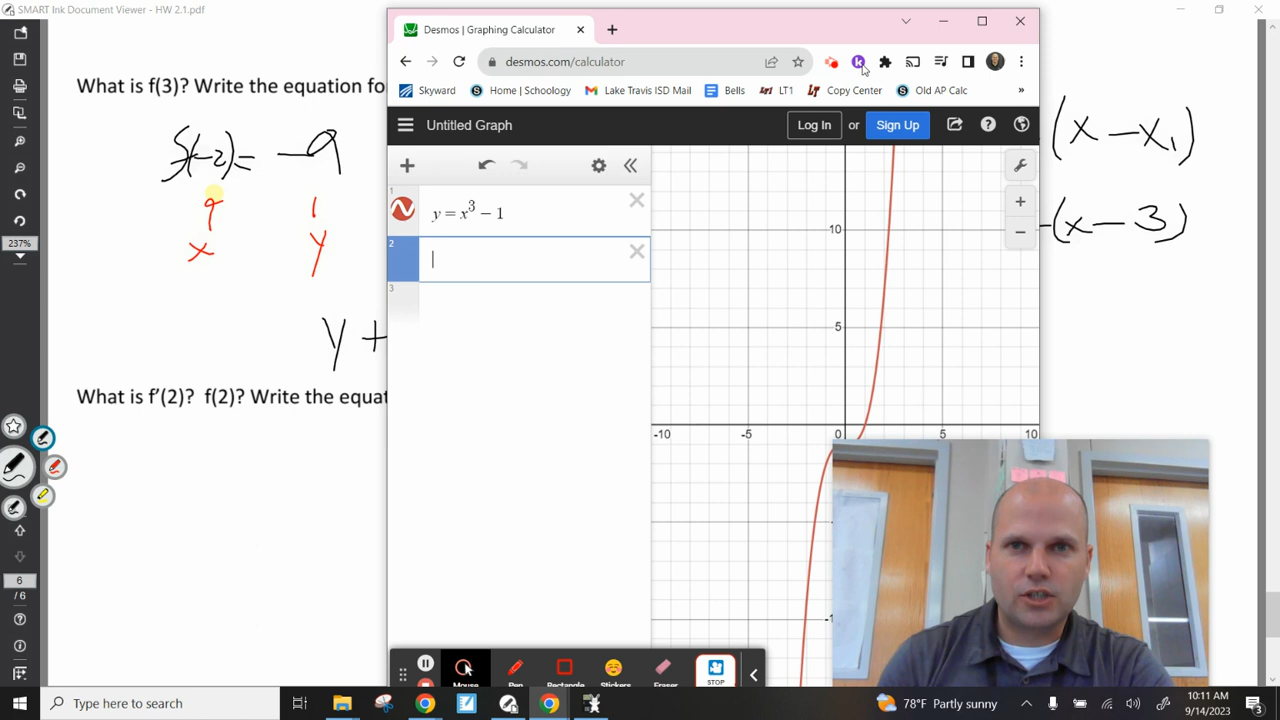 SMART Ink Document Viewer - HW 2.1.pdf
Desmos | Graphing Calculator
desmos.com/calculator
Skyward
Home | Schoology
Lake Travis ISD Mail
Bells
LT1
Copy Center
Old AP Calc
»
Untitled Graph
Log In
or
Sign Up
What is f(3)? Write the equation fo
f(-2) = -9
x y
y +
(x - x₁)
-(x - 3)
1
y = x³ - 1
2
3
10
5
-10
-5
0
5
10
-1
237%
What is f'(2)? f(2)? Write the equat
6
/ 6
Mouse
Pen
Rectangle
Stickers
Eraser
STOP
Type here to search
78°F Partly sunny
10:11 AM
9/14/2023
3